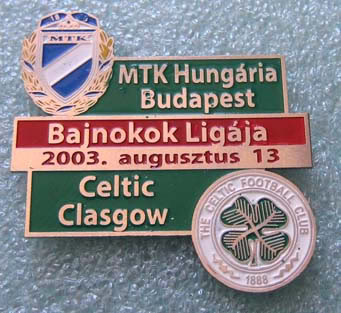 MTK
MTK Hungária
Budapest
Bajnokok Ligája
2003. augusztus 13
Celtic
Clasgow
THE CELTIC FOOTBALL CLUB
1888